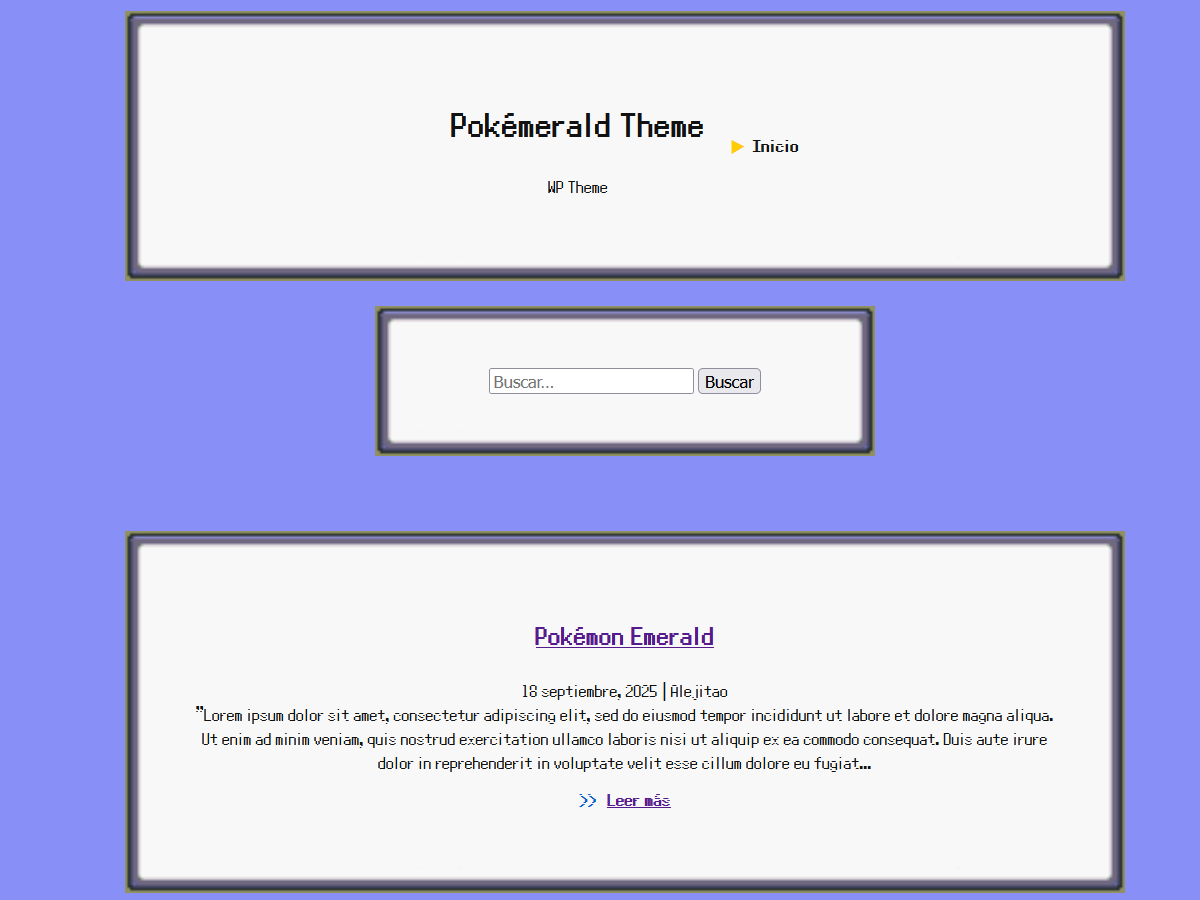 Pokémerald Theme
▶ Inicio
WP Theme
Buscar...
Buscar
Pokémon Emerald
18 septiembre, 2025 | Alejitao
"Lorem ipsum dolor sit amet, consectetur adipiscing elit, sed do eiusmod tempor incididunt ut labore et dolore magna aliqua.
Ut enim ad minim veniam, quis nostrud exercitation ullamco laboris nisi ut aliquip ex ea commodo consequat. Duis aute irure
dolor in reprehenderit in voluptate velit esse cillum dolore eu fugiat...
>> Leer más